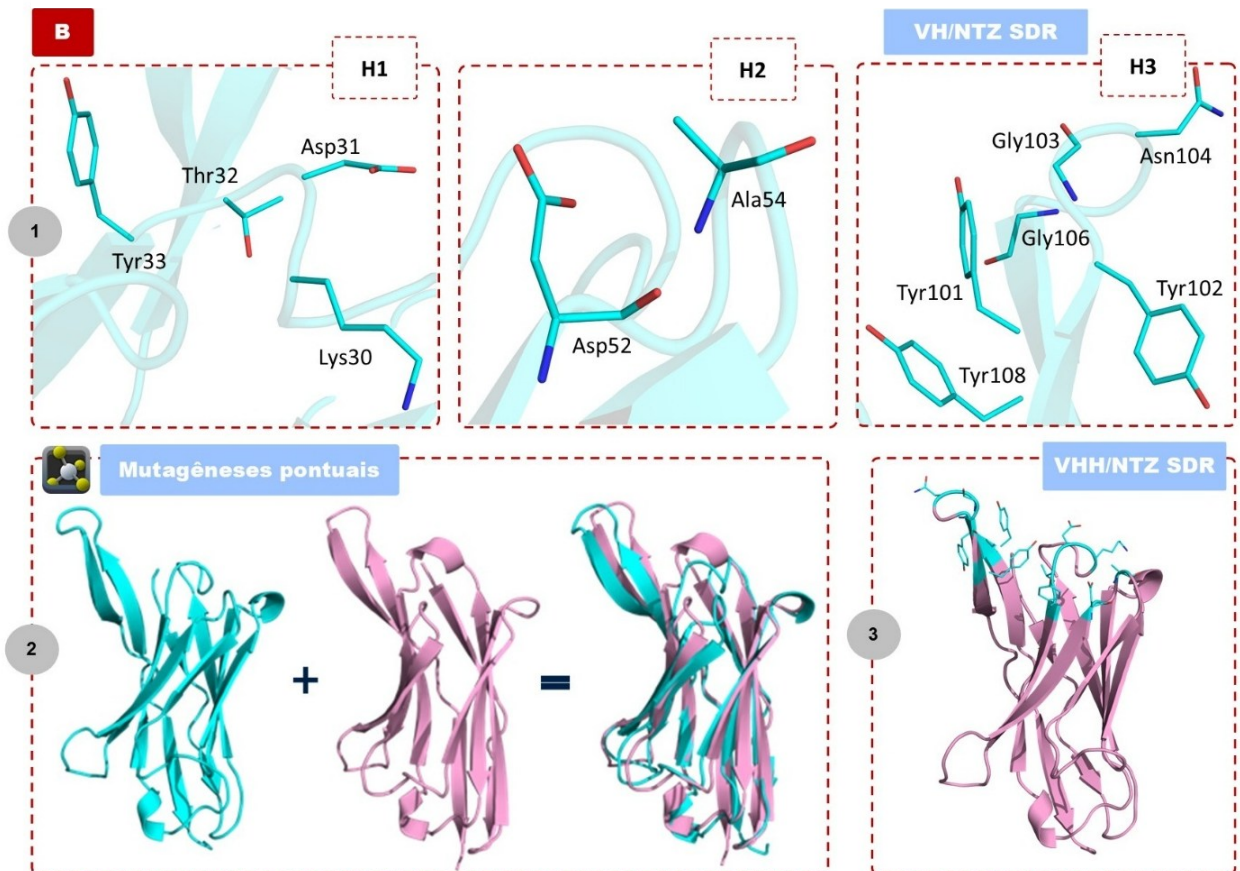 B
VH/NTZ SDR
H1
H2
H3
1
Asp31
Thr32
Tyr33
Lys30
Ala54
Asp52
Gly103
Asn104
Gly106
Tyr101
Tyr102
Tyr108
Mutagêneses pontuais
VHH/NTZ SDR
2
+
=
3